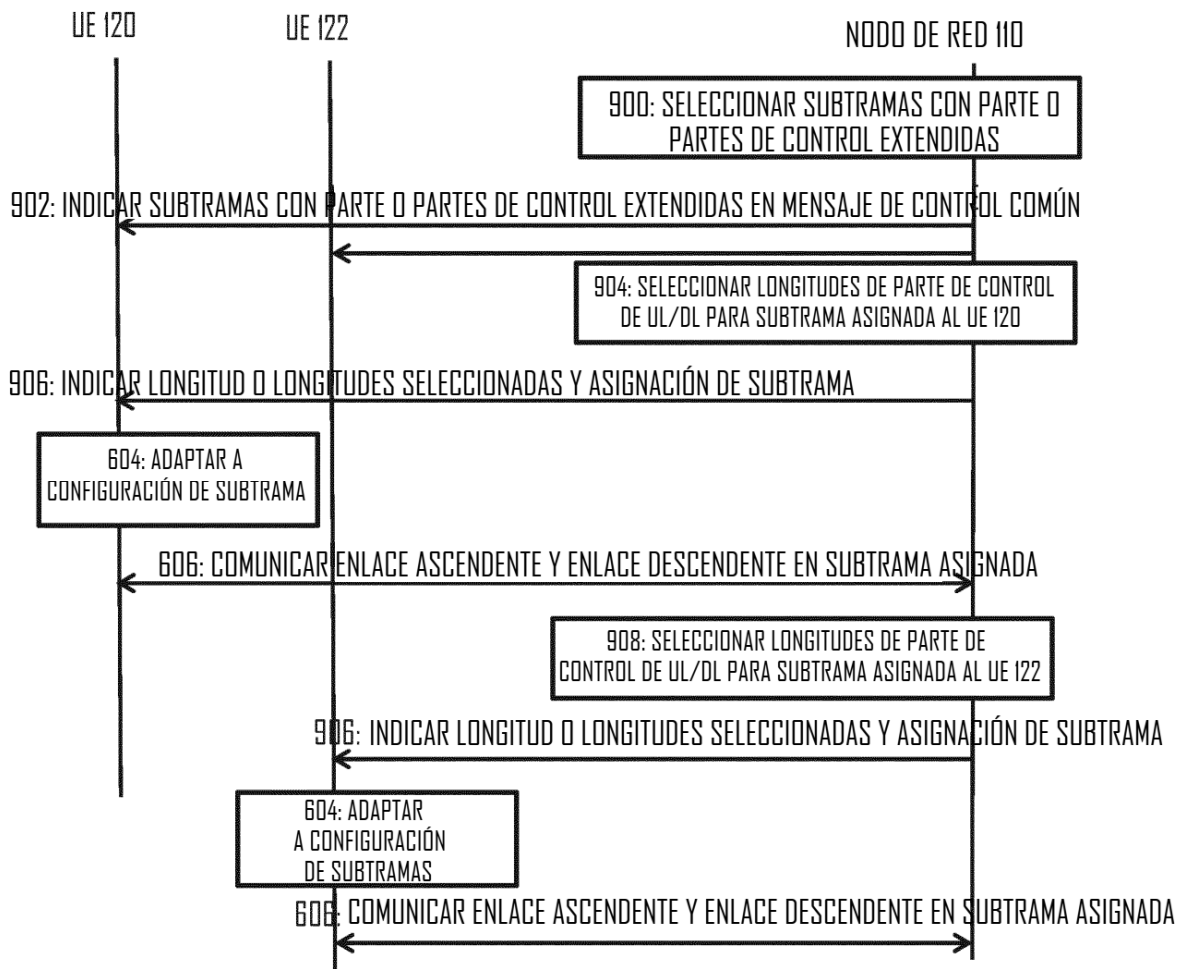 UE 120
UE 122
NODO DE RED 110
900: SELECCIONAR SUBTRAMAS CON PARTE O
PARTES DE CONTROL EXTENDIDAS
902: INDICAR SUBTRAMAS CON PARTE O PARTES DE CONTROL EXTENDIDAS EN MENSAJE DE CONTROL COMÚN
904: SELECCIONAR LONGITUDES DE PARTE DE CONTROL
DE UL/DL PARA SUBTRAMA ASIGNADA AL UE 120
906: INDICAR LONGITUD O LONGITUDES SELECCIONADAS Y ASIGNACIÓN DE SUBTRAMA
604: ADAPTAR A
CONFIGURACIÓN DE SUBTRAMA
606: COMUNICAR ENLACE ASCENDENTE Y ENLACE DESCENDENTE EN SUBTRAMA ASIGNADA
908: SELECCIONAR LONGITUDES DE PARTE DE
CONTROL DE UL/DL PARA SUBTRAMA ASIGNADA AL UE 122
906: INDICAR LONGITUD O LONGITUDES SELECCIONADAS Y ASIGNACIÓN DE SUBTRAMA
604: ADAPTAR
A CONFIGURACIÓN
DE SUBTRAMAS
606: COMUNICAR ENLACE ASCENDENTE Y ENLACE DESCENDENTE EN SUBTRAMA ASIGNADA